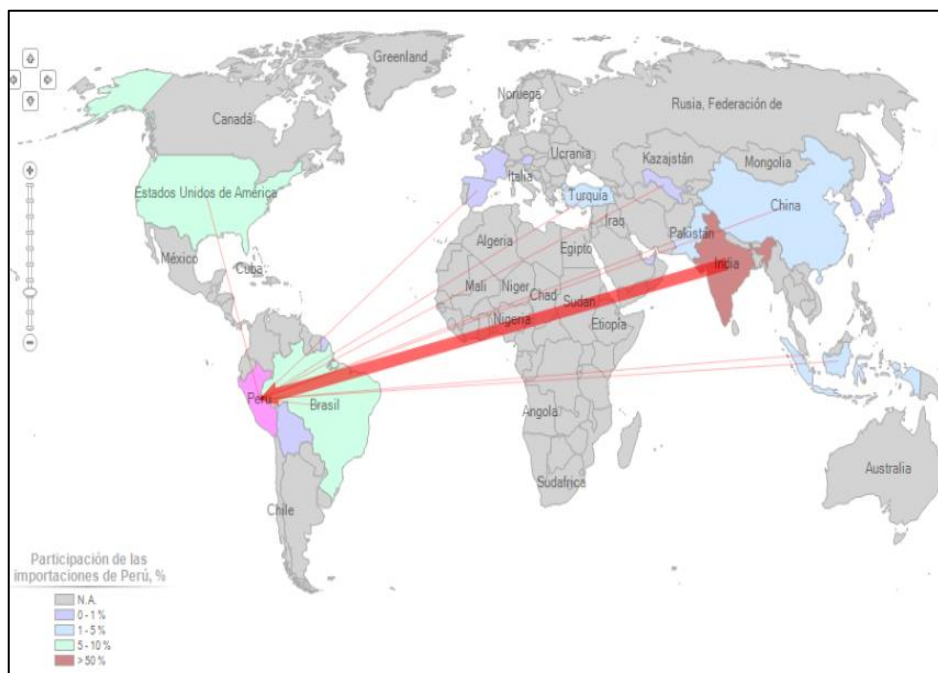 Greenland
Noruega
Rusia, Federación de
Canadá
Ucrania
Kazajstán
Mongolia
Italia
Estados Unidos de América
Turquía
China
Iraq
Pakistán
Argelia
Egipto
México
Cuba
India
Mali
Niger
Chad
Sudan
Nigeria
Etiopía
Perú
Brasil
Angola
Australia
Sudafrica
Chile
Participación de las
importaciones de Perú, %
N.A.
0 - 1 %
1 - 5 %
5 - 10 %
> 50 %